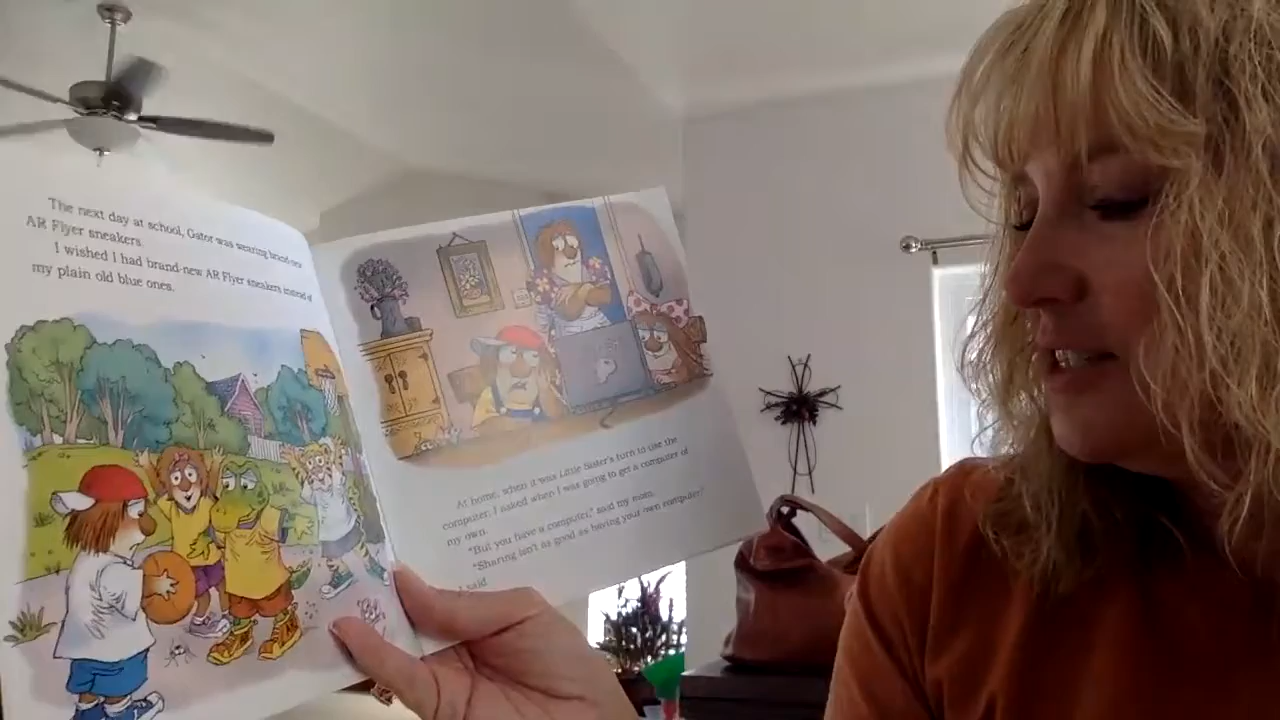 The next day at school, Gator was wearing brand-new
AR Flyer sneakers.
I wished I had brand-new AR Flyer sneakers instead of
my plain old blue ones.
At home, when it was Little Sister's turn to use the
computer, I asked when I was going to get a computer of
my own.
"But you have a computer," said my mom.
"Sharing isn't as good as having your own computer,"
I said